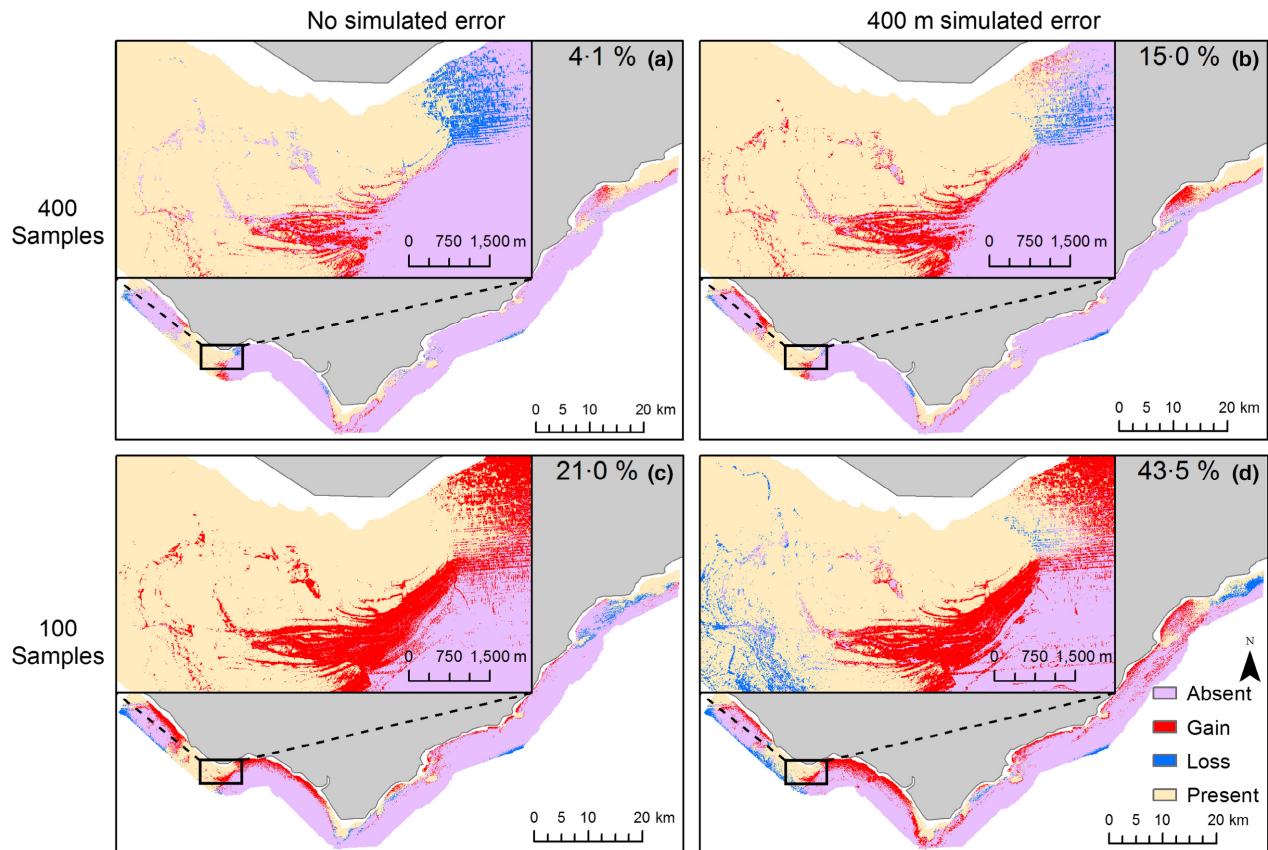 No simulated error
400 m simulated error
400
Samples
4·1 % (a)
0 750 1,500 m
0 5 10 20 km
15·0 % (b)
0 750 1,500 m
0 5 10 20 km
100
Samples
21·0 % (c)
0 750 1,500 m
0 5 10 20 km
43·5 % (d)
0 750 1,500 m
N
Absent
Gain
Loss
Present
0 5 10 20 km